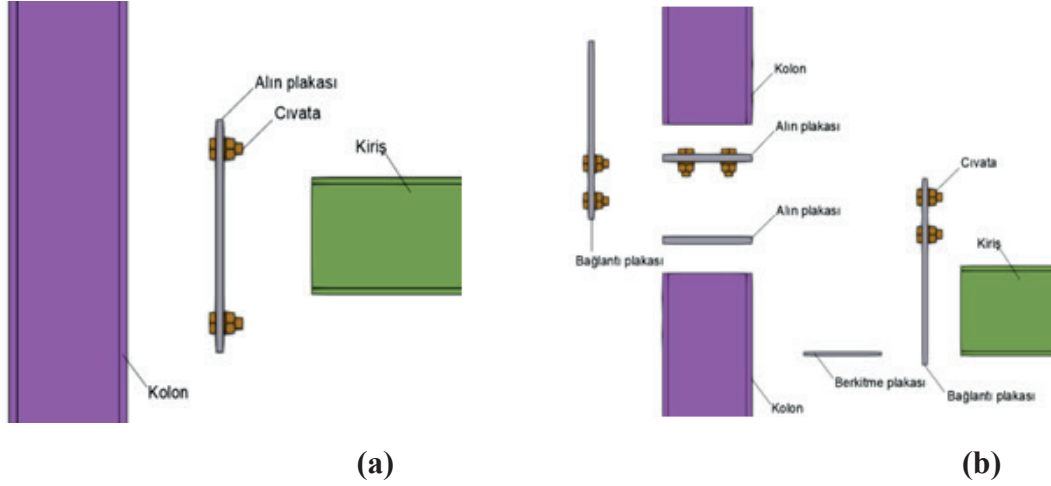 Alın plakası
Cıvata
Kiriş
Kolon
(a)
Kolon
Alın plakası
Cıvata
Alın plakası
Kiriş
Bağlantı plakası
Berkitme plakası
Bağlantı plakası
Kolon
(b)